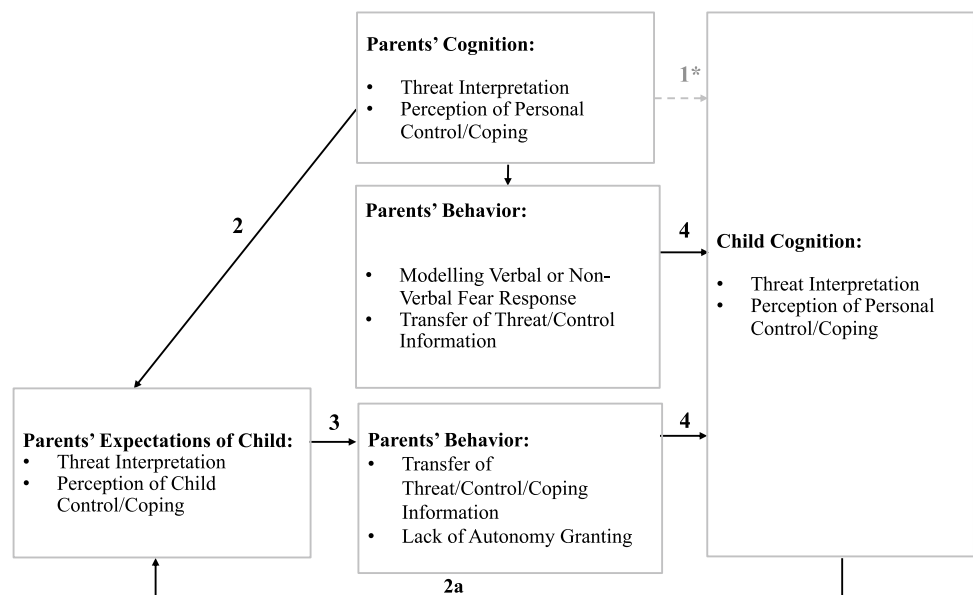 Parents’ Cognition:
• Threat Interpretation
• Perception of Personal
Control/Coping
1*
2
Parents’ Behavior:
• Modelling Verbal or Non-
Verbal Fear Response
• Transfer of Threat/Control
Information
4
Child Cognition:
• Threat Interpretation
• Perception of Personal
Control/Coping
Parents’ Expectations of Child:
• Threat Interpretation
• Perception of Child
Control/Coping
3
Parents’ Behavior:
• Transfer of
Threat/Control/Coping
Information
• Lack of Autonomy Granting
4
2a